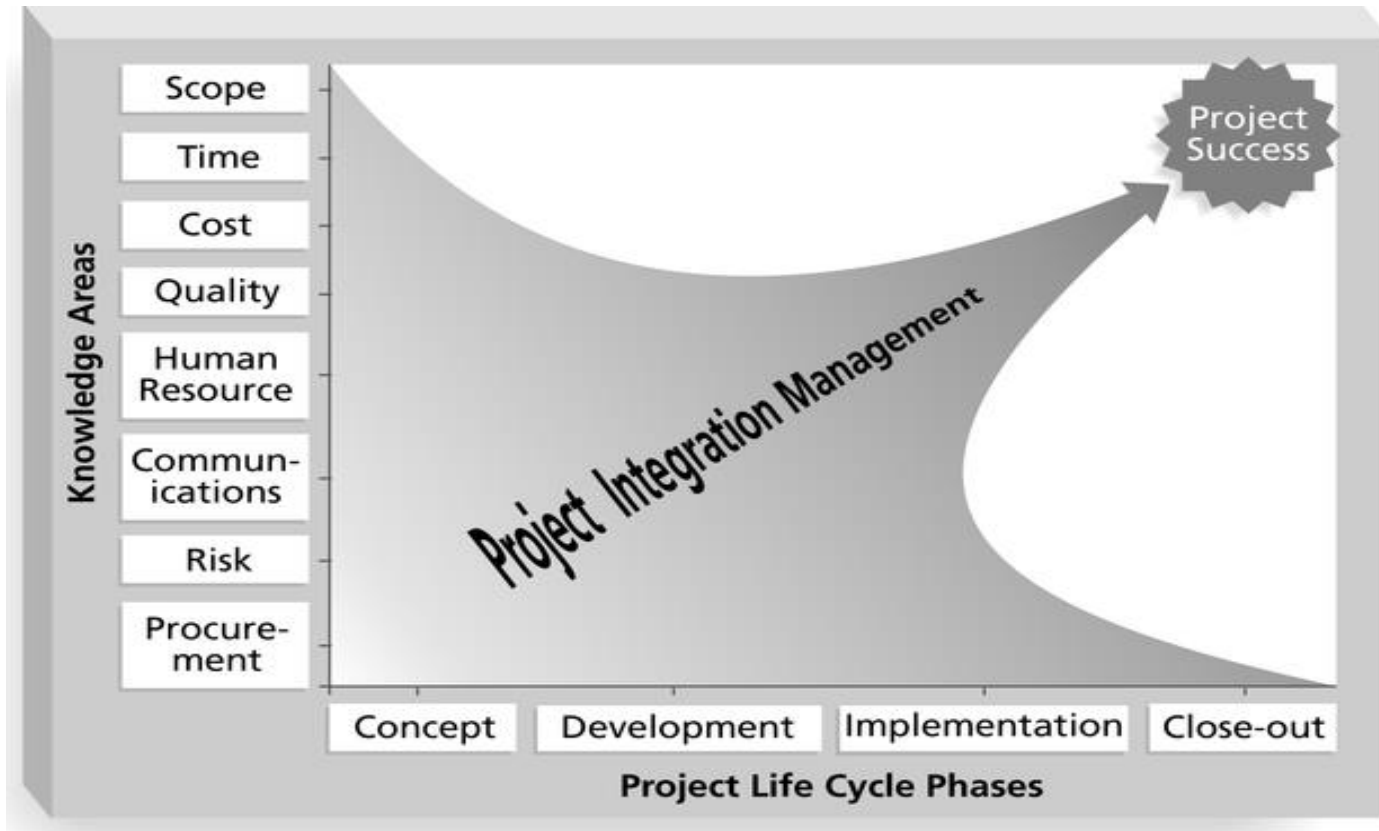 Scope
Time
Cost
Quality
Human
Resource
Commun-
ications
Risk
Procure-
ment
Knowledge Areas
Project Integration Management
Project
Success
Concept
Development
Implementation
Close-out
Project Life Cycle Phases